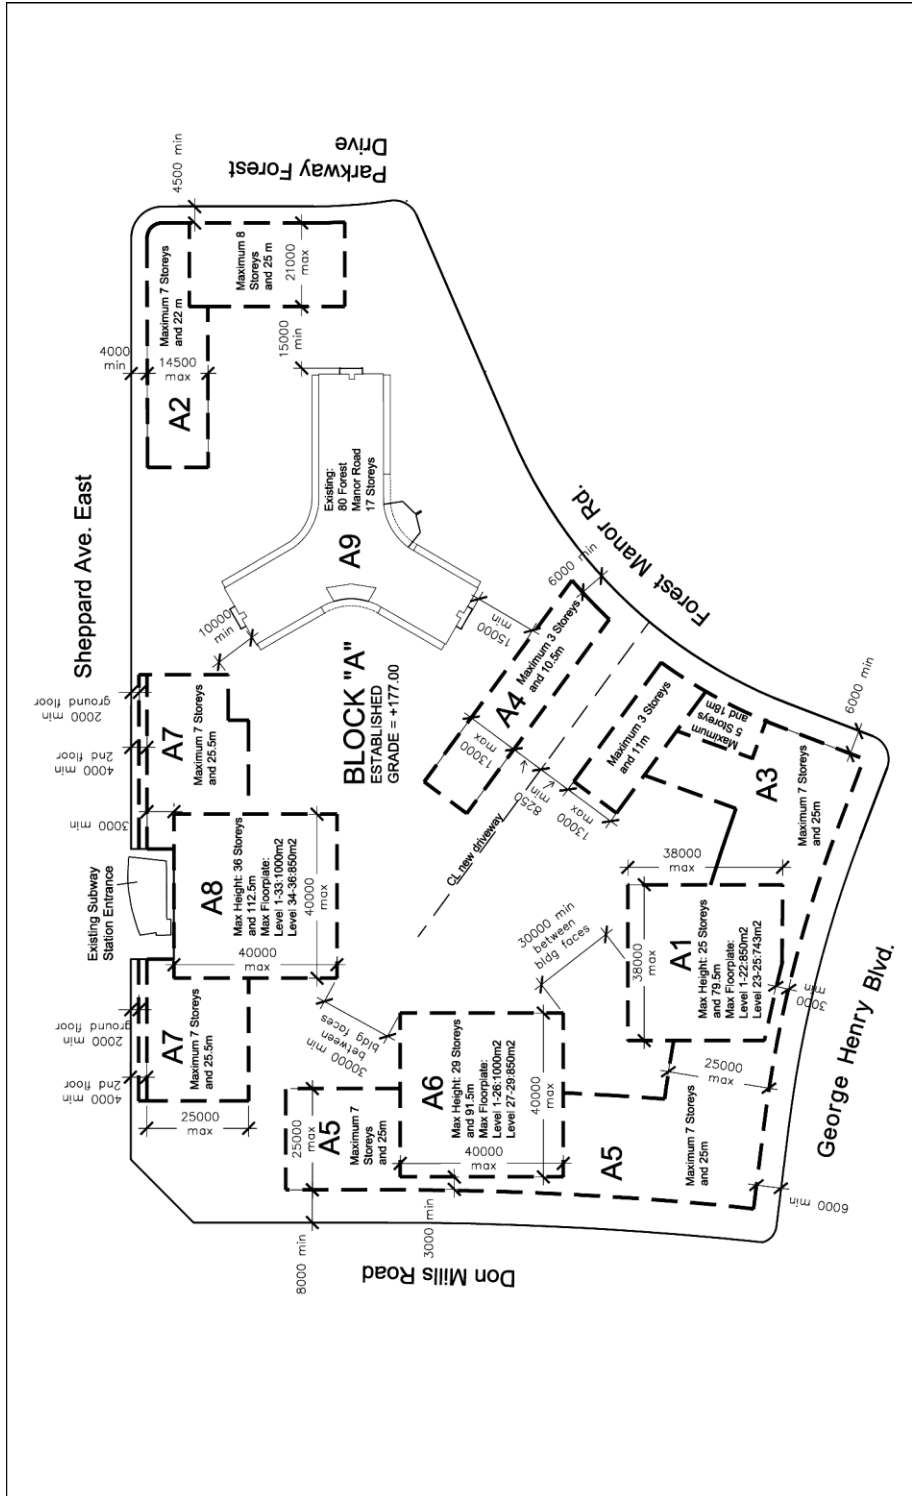 Parkway Forest
Drive
4500 min
Maximum 7 Storeys
and 22 m
Maximum 8
Storeys
and 25 m
21000
max
15000
min
4000
min
14500
max
A2
Sheppard Ave. East
Existing:
80 Forest
Manor Road
17 Storeys
A9
10000
min
15000
min
6000 min
Forest Manor Rd.
2000 min
ground floor
4000 min
2nd floor
3000 min
A7
Maximum 7 Storeys
and 25.5m
BLOCK "A"
ESTABLISHED
GRADE = +177.00
A4
Maximum 3 Storeys
and 10.5m
13000
max
8250
min
13000
max
CL new driveway
Maximum 3 Storeys
and 11m
Maximum
5 Storeys
and 18m
6000 min
A3
Maximum 7 Storeys
and 25m
Existing Subway
Station Entrance
A8
Max Height: 36 Storeys
and 112.5m
Max Floorplate:
Level 1-33:1000m2
Level 34-36:850m2
40000
max
40000
max
30000 min
between
bldg faces
38000
max
38000
max
A1
Max Height: 25 Storeys
and 79.5m
Max Floorplate:
Level 1-22:850m2
Level 23-25:743m2
3000
min
George Henry Blvd.
2000 min
ground floor
4000 min
2nd floor
A7
Maximum 7 Storeys
and 25.5m
25000
max
30000 min
between
bldg faces
A6
Max Height: 29 Storeys
and 91.5m
Max Floorplate:
Level 1-26:1000m2
Level 27-29:850m2
40000
max
40000
max
25000
max
A5
Maximum 7
Storeys
and 25m
25000
max
A5
Maximum 7 Storeys
and 25m
6000 min
8000 min
3000 min
Don Mills Road